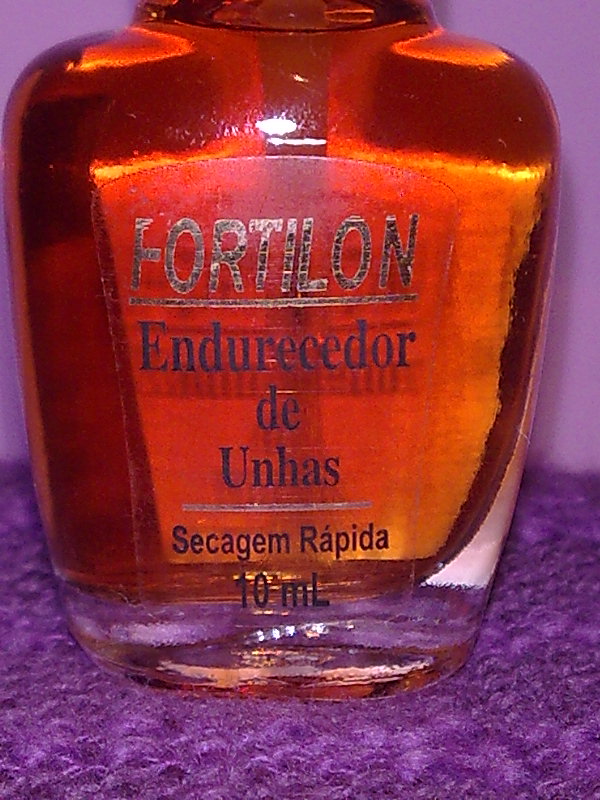 FORTILON
Endurecedor
de
Unhas
Secagem Rápida
10 mL